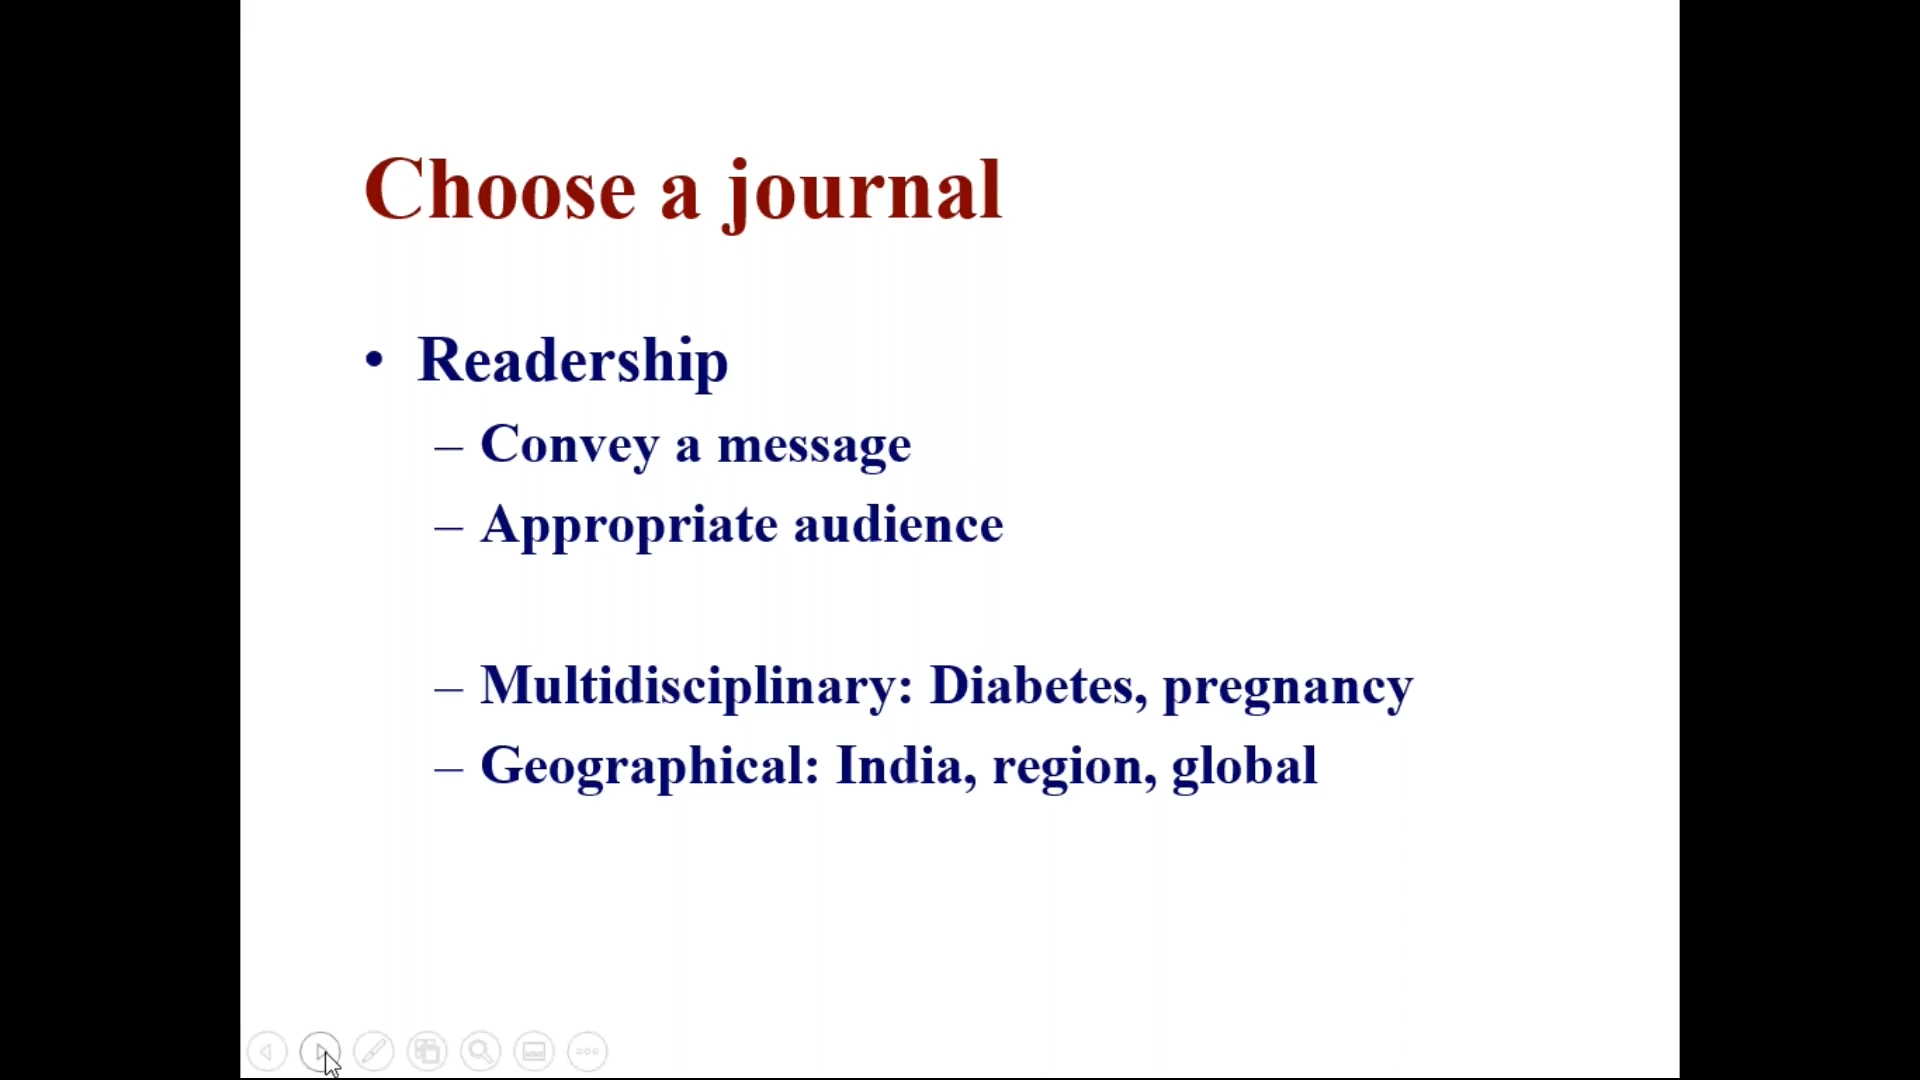 Choose a journal
• Readership
– Convey a message
– Appropriate audience
– Multidisciplinary: Diabetes, pregnancy
– Geographical: India, region, global